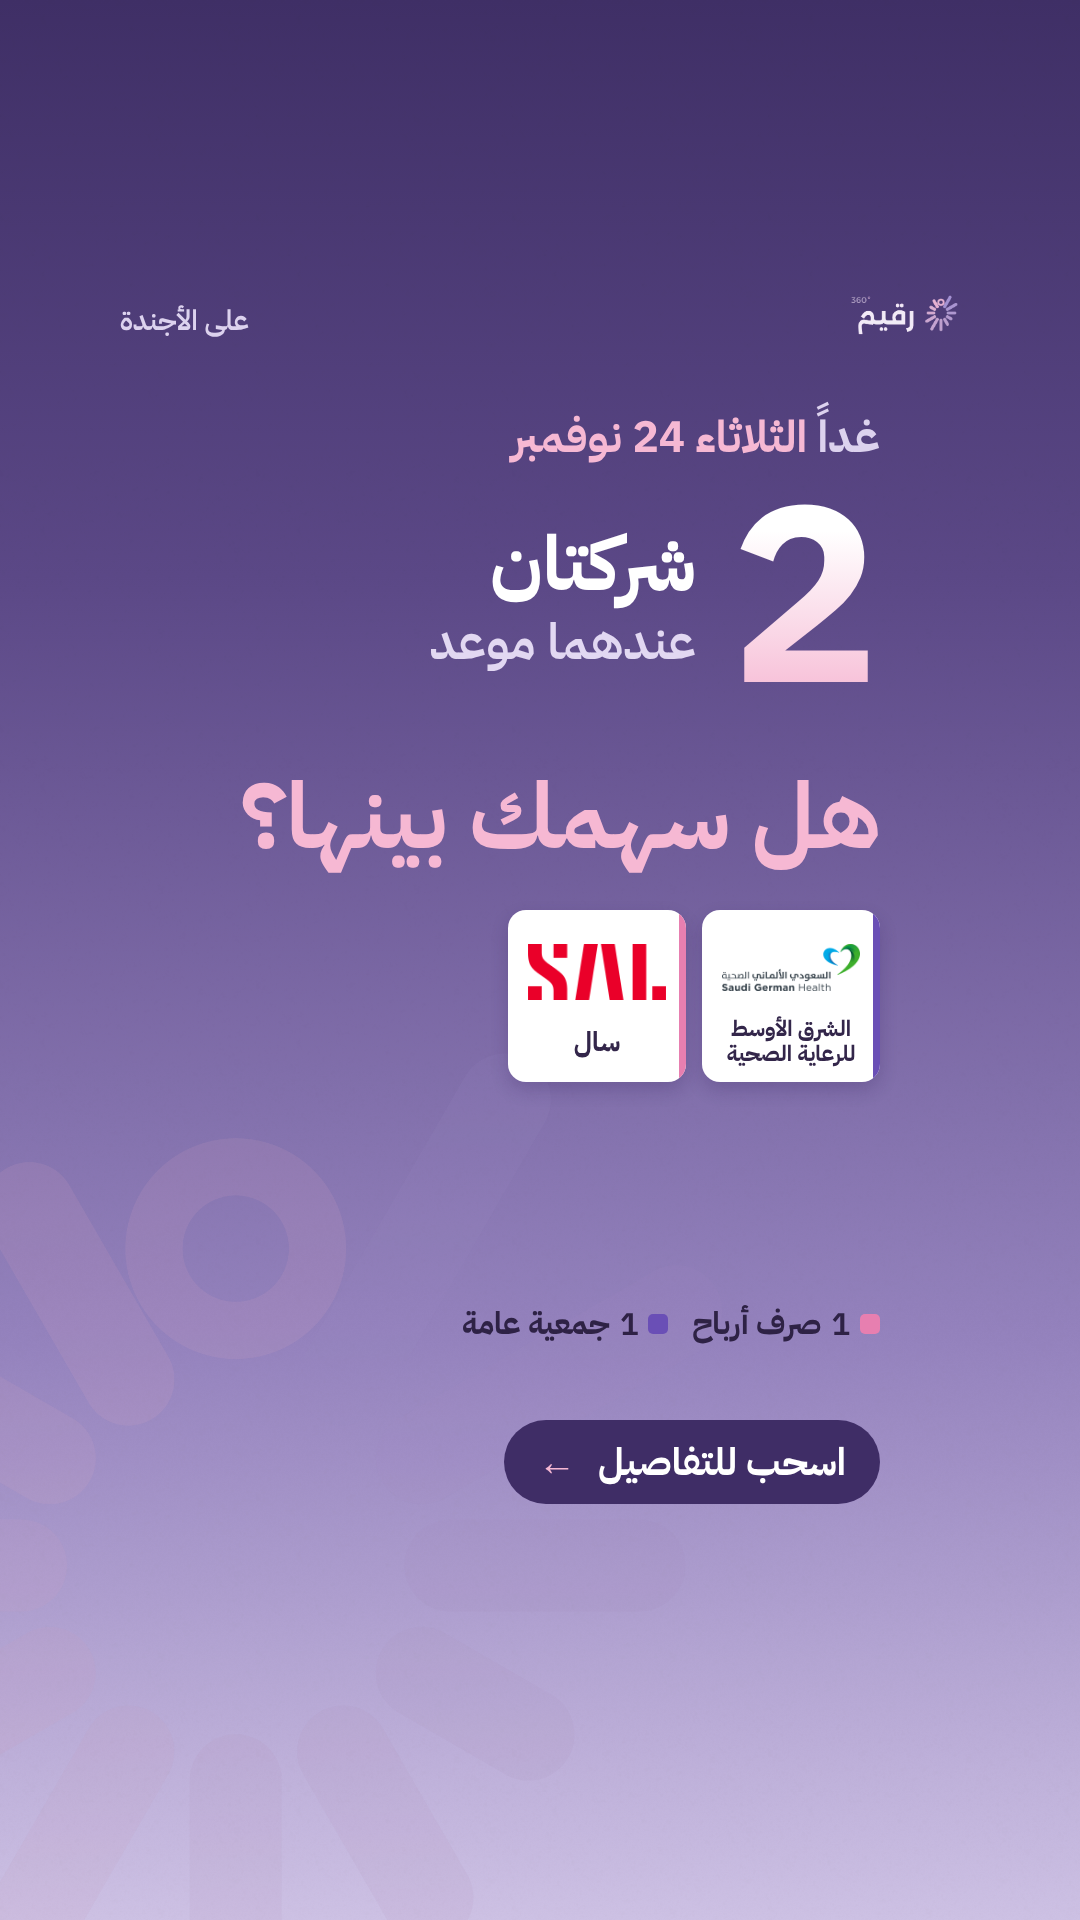 رقيم 360°
على الأجندة
غداً الثلاثاء 24 نوفمبر
2
شركتان
عندهما موعد
هل سهمك بينها؟
السعودي الألماني الصحية
Saudi German Health
الشرق الأوسط
للرعاية الصحية
SAL
سال
1 صرف أرباح
1 جمعية عامة
اسحب للتفاصيل ←